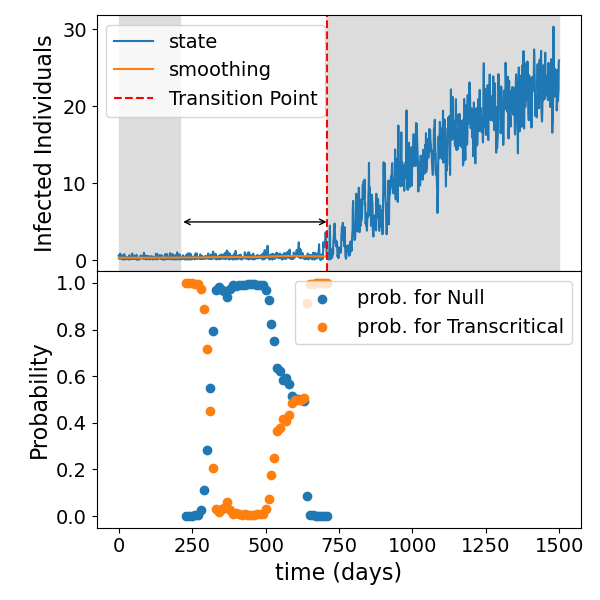 30
20
10
0
Infected Individuals
state
smoothing
Transition Point
1.0
0.8
0.6
0.4
0.2
0.0
Probability
prob. for Null
prob. for Transcritical
0 250 500 750 1000 1250 1500
time (days)